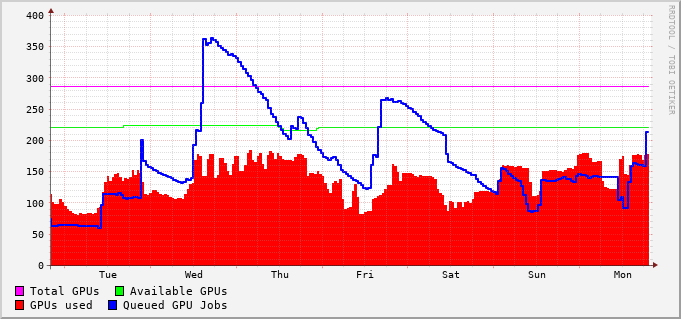 400
350
300
250
200
150
100
50
0
Tue Wed Thu Fri Sat Sun Mon
Total GPUs Available GPUs
GPUs used Queued GPU Jobs
RRDTOOL / TOBI OETIKER